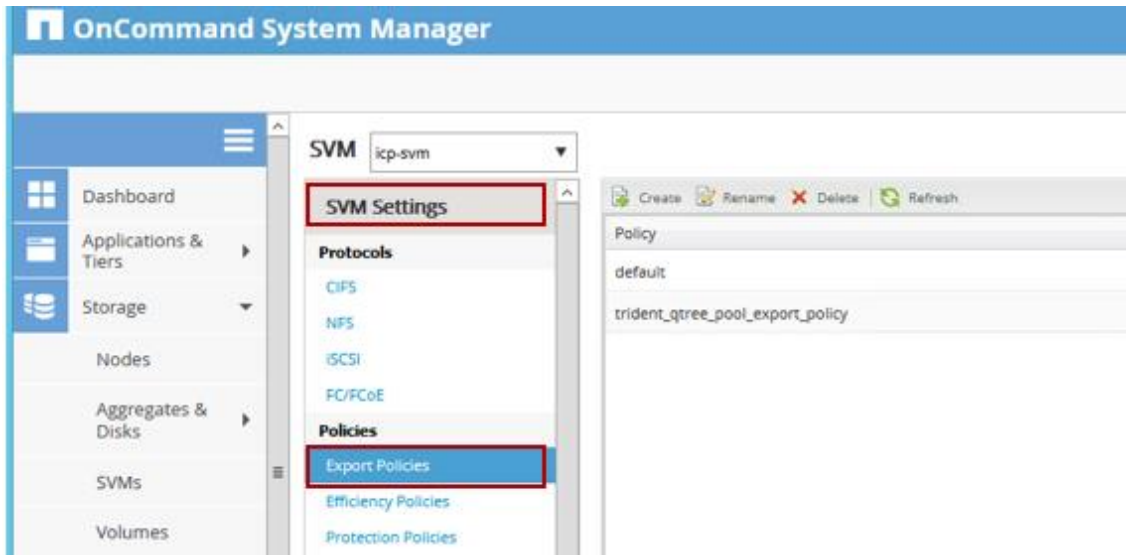 OnCommand System Manager
SVM icp-svm
Dashboard
Applications &
Tiers
Storage
Nodes
Aggregates &
Disks
SVMs
Volumes
SVM Settings
Protocols
CIFS
NFS
iSCSI
FC/FCoE
Policies
Export Policies
Efficiency Policies
Protection Policies
Create Rename Delete Refresh
Policy
default
trident_qtree_pool_export_policy